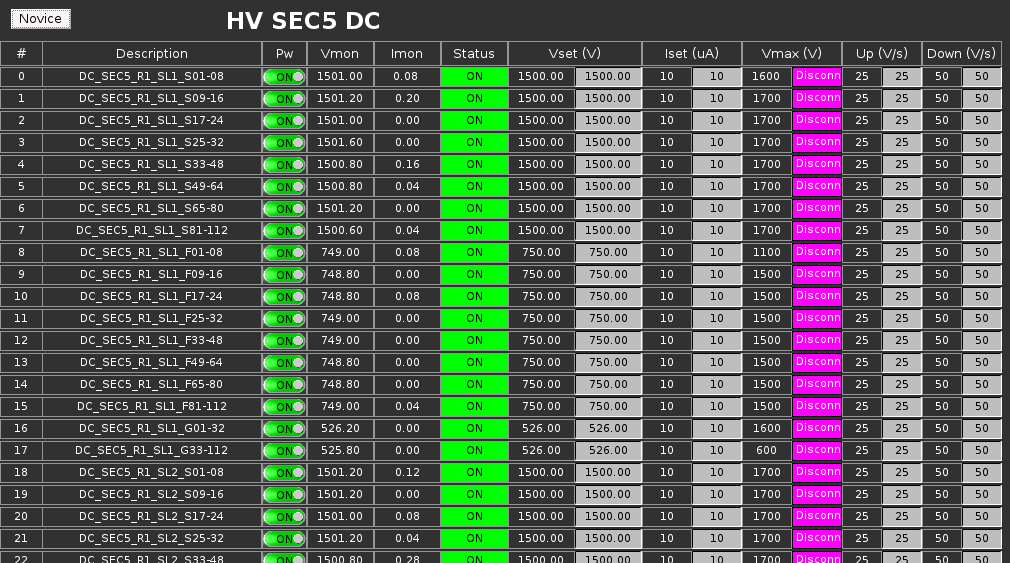 Novice
HV SEC5 DC
# Description Pw Vmon Imon Status Vset (V) Iset (uA) Vmax (V) Up (V/s) Down (V/s)
0 DC_SEC5_R1_SL1_S01-08 ON 1501.00 0.08 ON 1500.00 1500.00 10 10 1600 Disconn 25 25 50 50
1 DC_SEC5_R1_SL1_S09-16 ON 1501.20 0.20 ON 1500.00 1500.00 10 10 1700 Disconn 25 25 50 50
2 DC_SEC5_R1_SL1_S17-24 ON 1501.00 0.00 ON 1500.00 1500.00 10 10 1700 Disconn 25 25 50 50
3 DC_SEC5_R1_SL1_S25-32 ON 1501.60 0.00 ON 1500.00 1500.00 10 10 1700 Disconn 25 25 50 50
4 DC_SEC5_R1_SL1_S33-48 ON 1500.80 0.16 ON 1500.00 1500.00 10 10 1700 Disconn 25 25 50 50
5 DC_SEC5_R1_SL1_S49-64 ON 1500.80 0.04 ON 1500.00 1500.00 10 10 1700 Disconn 25 25 50 50
6 DC_SEC5_R1_SL1_S65-80 ON 1501.20 0.00 ON 1500.00 1500.00 10 10 1700 Disconn 25 25 50 50
7 DC_SEC5_R1_SL1_S81-112 ON 1500.60 0.04 ON 1500.00 1500.00 10 10 1700 Disconn 25 25 50 50
8 DC_SEC5_R1_SL1_F01-08 ON 749.00 0.08 ON 750.00 750.00 10 10 1100 Disconn 25 25 50 50
9 DC_SEC5_R1_SL1_F09-16 ON 748.80 0.00 ON 750.00 750.00 10 10 1500 Disconn 25 25 50 50
10 DC_SEC5_R1_SL1_F17-24 ON 748.80 0.08 ON 750.00 750.00 10 10 1500 Disconn 25 25 50 50
11 DC_SEC5_R1_SL1_F25-32 ON 749.00 0.00 ON 750.00 750.00 10 10 1500 Disconn 25 25 50 50
12 DC_SEC5_R1_SL1_F33-48 ON 749.00 0.00 ON 750.00 750.00 10 10 1500 Disconn 25 25 50 50
13 DC_SEC5_R1_SL1_F49-64 ON 748.80 0.00 ON 750.00 750.00 10 10 1500 Disconn 25 25 50 50
14 DC_SEC5_R1_SL1_F65-80 ON 748.80 0.00 ON 750.00 750.00 10 10 1500 Disconn 25 25 50 50
15 DC_SEC5_R1_SL1_F81-112 ON 749.00 0.04 ON 750.00 750.00 10 10 1500 Disconn 25 25 50 50
16 DC_SEC5_R1_SL1_G01-32 ON 526.20 0.00 ON 526.00 526.00 10 10 1600 Disconn 25 25 50 50
17 DC_SEC5_R1_SL1_G33-112 ON 525.80 0.00 ON 526.00 526.00 10 10 600 Disconn 25 25 50 50
18 DC_SEC5_R1_SL2_S01-08 ON 1501.20 0.12 ON 1500.00 1500.00 10 10 1700 Disconn 25 25 50 50
19 DC_SEC5_R1_SL2_S09-16 ON 1501.20 0.00 ON 1500.00 1500.00 10 10 1700 Disconn 25 25 50 50
20 DC_SEC5_R1_SL2_S17-24 ON 1501.00 0.08 ON 1500.00 1500.00 10 10 1700 Disconn 25 25 50 50
21 DC_SEC5_R1_SL2_S25-32 ON 1501.20 0.04 ON 1500.00 1500.00 10 10 1700 Disconn 25 25 50 50
22 DC_SEC5_R1_SL2_S33-48 ON 1500.80 0.28 ON 1500.00 1500.00 10 10 1700 Disconn 25 25 50 50